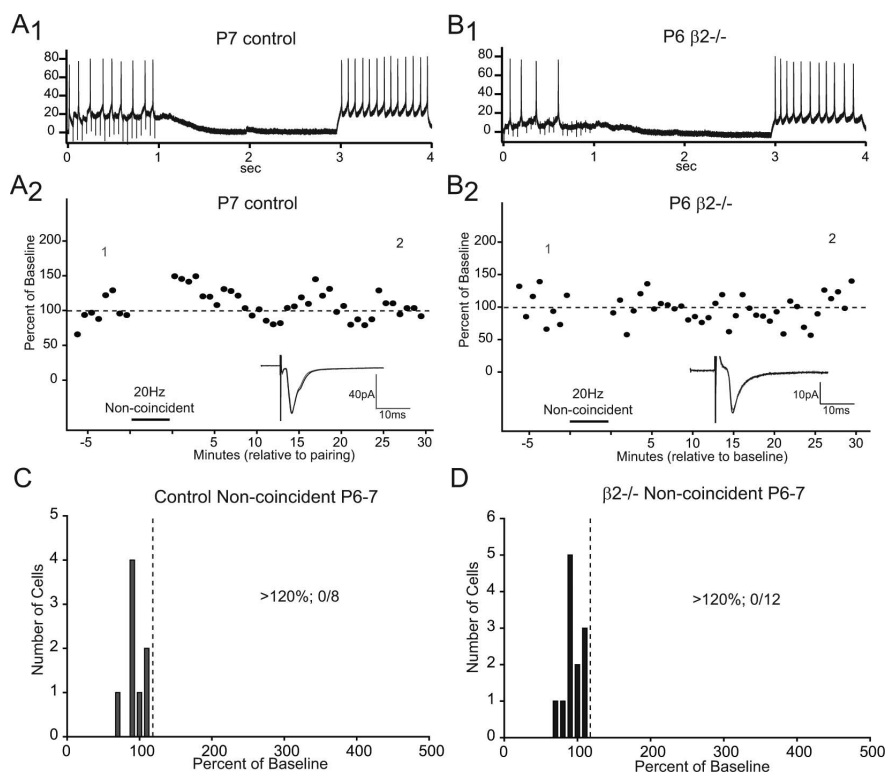 A1
P7 control
80
60
40
20
0
0 1 2 3 4
sec
B1
P6 β2-/-
80
60
40
20
0
0 1 2 3 4
sec
A2
P7 control
Percent of Baseline
200
150
100
50
0
1
2
20Hz
Non-coincident
40pA
10ms
-5 5 10 15 20 25 30
Minutes (relative to pairing)
B2
P6 β2-/-
Percent of Baseline
200
150
100
50
0
1
2
20Hz
Non-coincident
10pA
10ms
-5 5 10 15 20 25 30
Minutes (relative to baseline)
C
Control Non-coincident P6-7
Number of Cells
5
4
3
2
1
0
>120%; 0/8
0 100 200 300 400 500
Percent of Baseline
D
β2-/- Non-coincident P6-7
Number of Cells
6
5
4
3
2
1
0
>120%; 0/12
0 100 200 300 400 500
Percent of Baseline